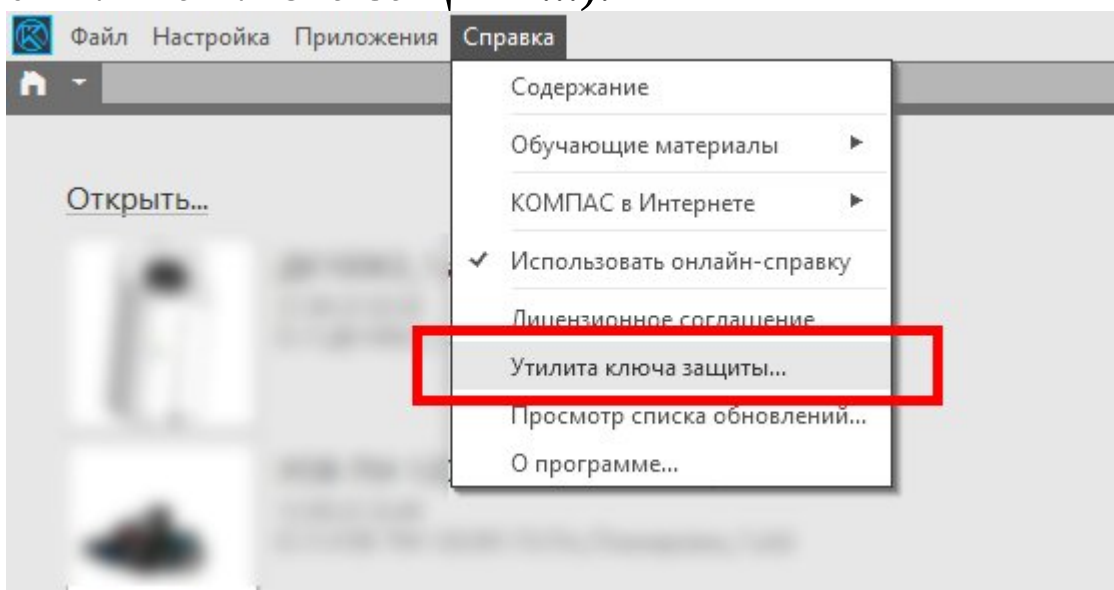 Файл Настройка Приложения Справка
Содержание
Обучающие материалы
КОМПАС в Интернете
Открыть...
Использовать онлайн-справку
Лицензионное соглашение
Утилита ключа защиты...
Просмотр списка обновлений...
О программе...